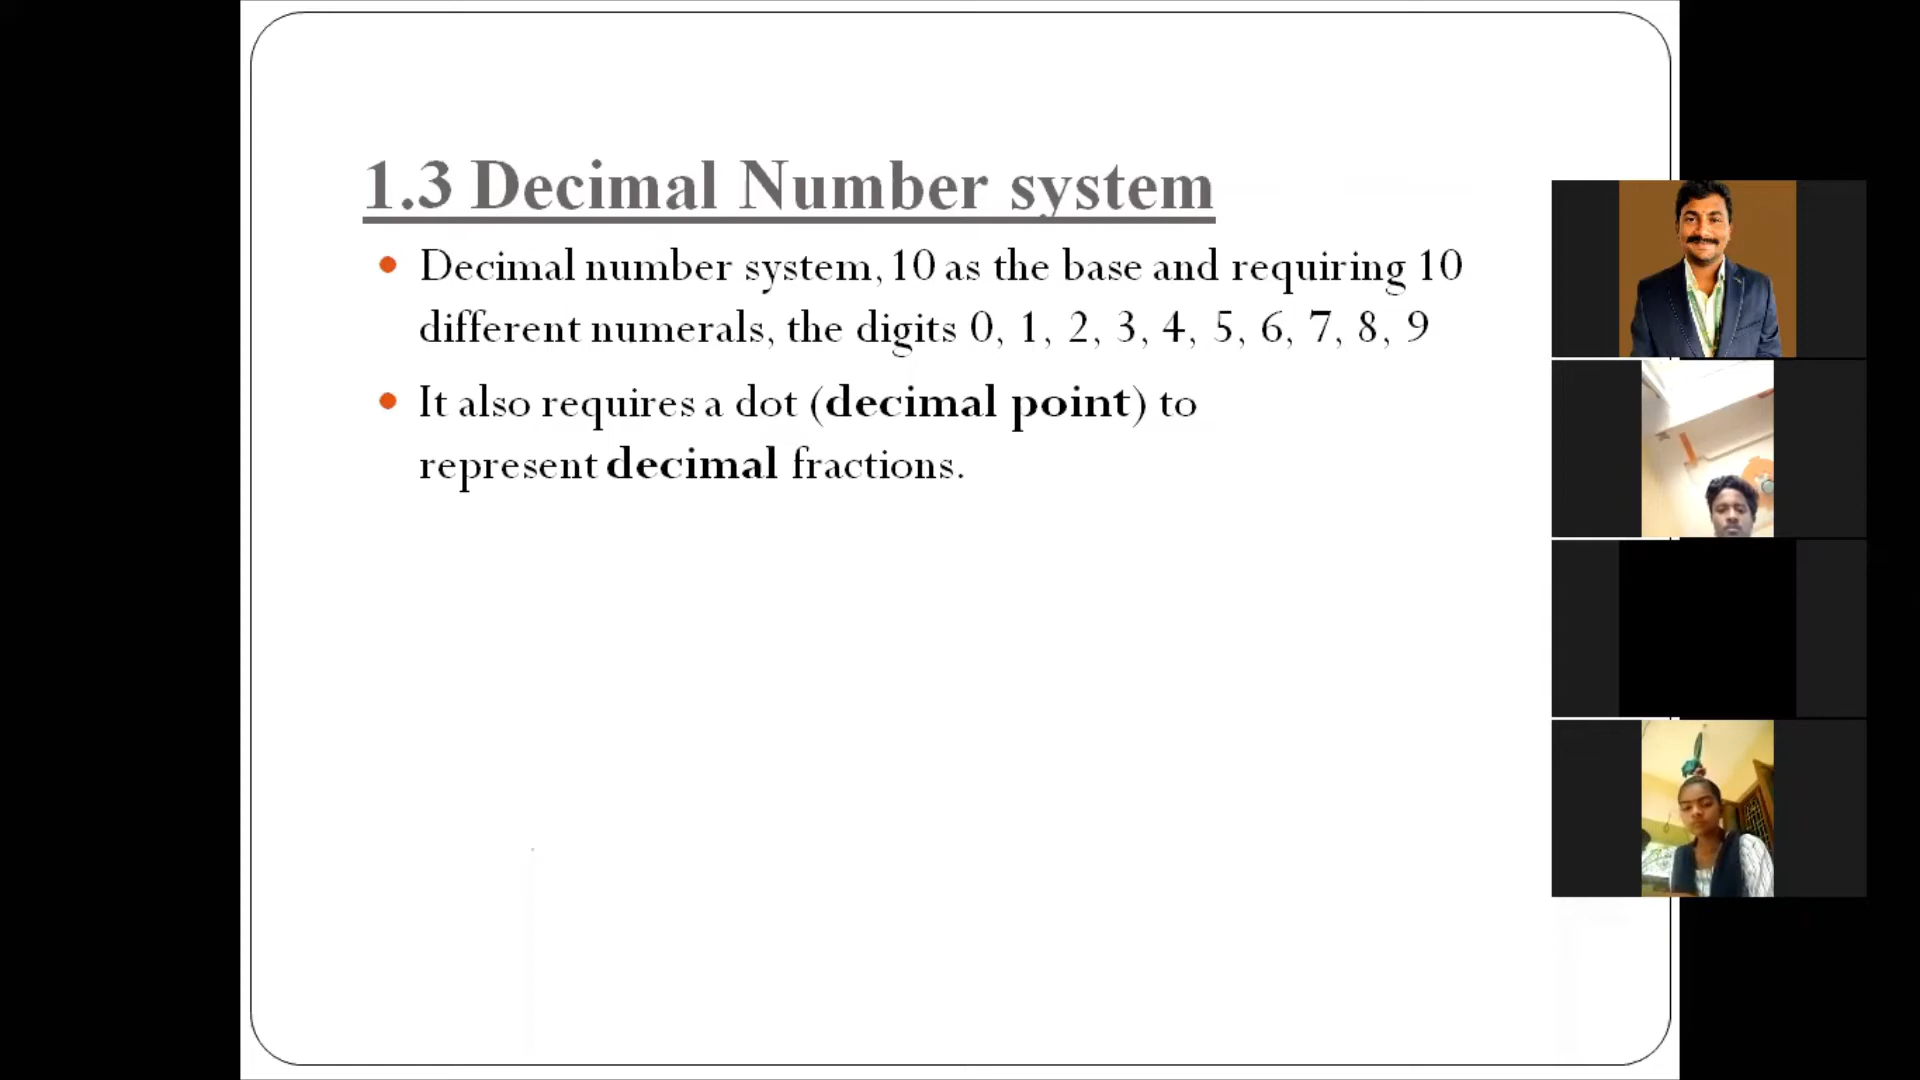 1.3 Decimal Number system
• Decimal number system, 10 as the base and requiring 10
different numerals, the digits 0, 1, 2, 3, 4, 5, 6, 7, 8, 9
• It also requires a dot (decimal point) to
represent decimal fractions.